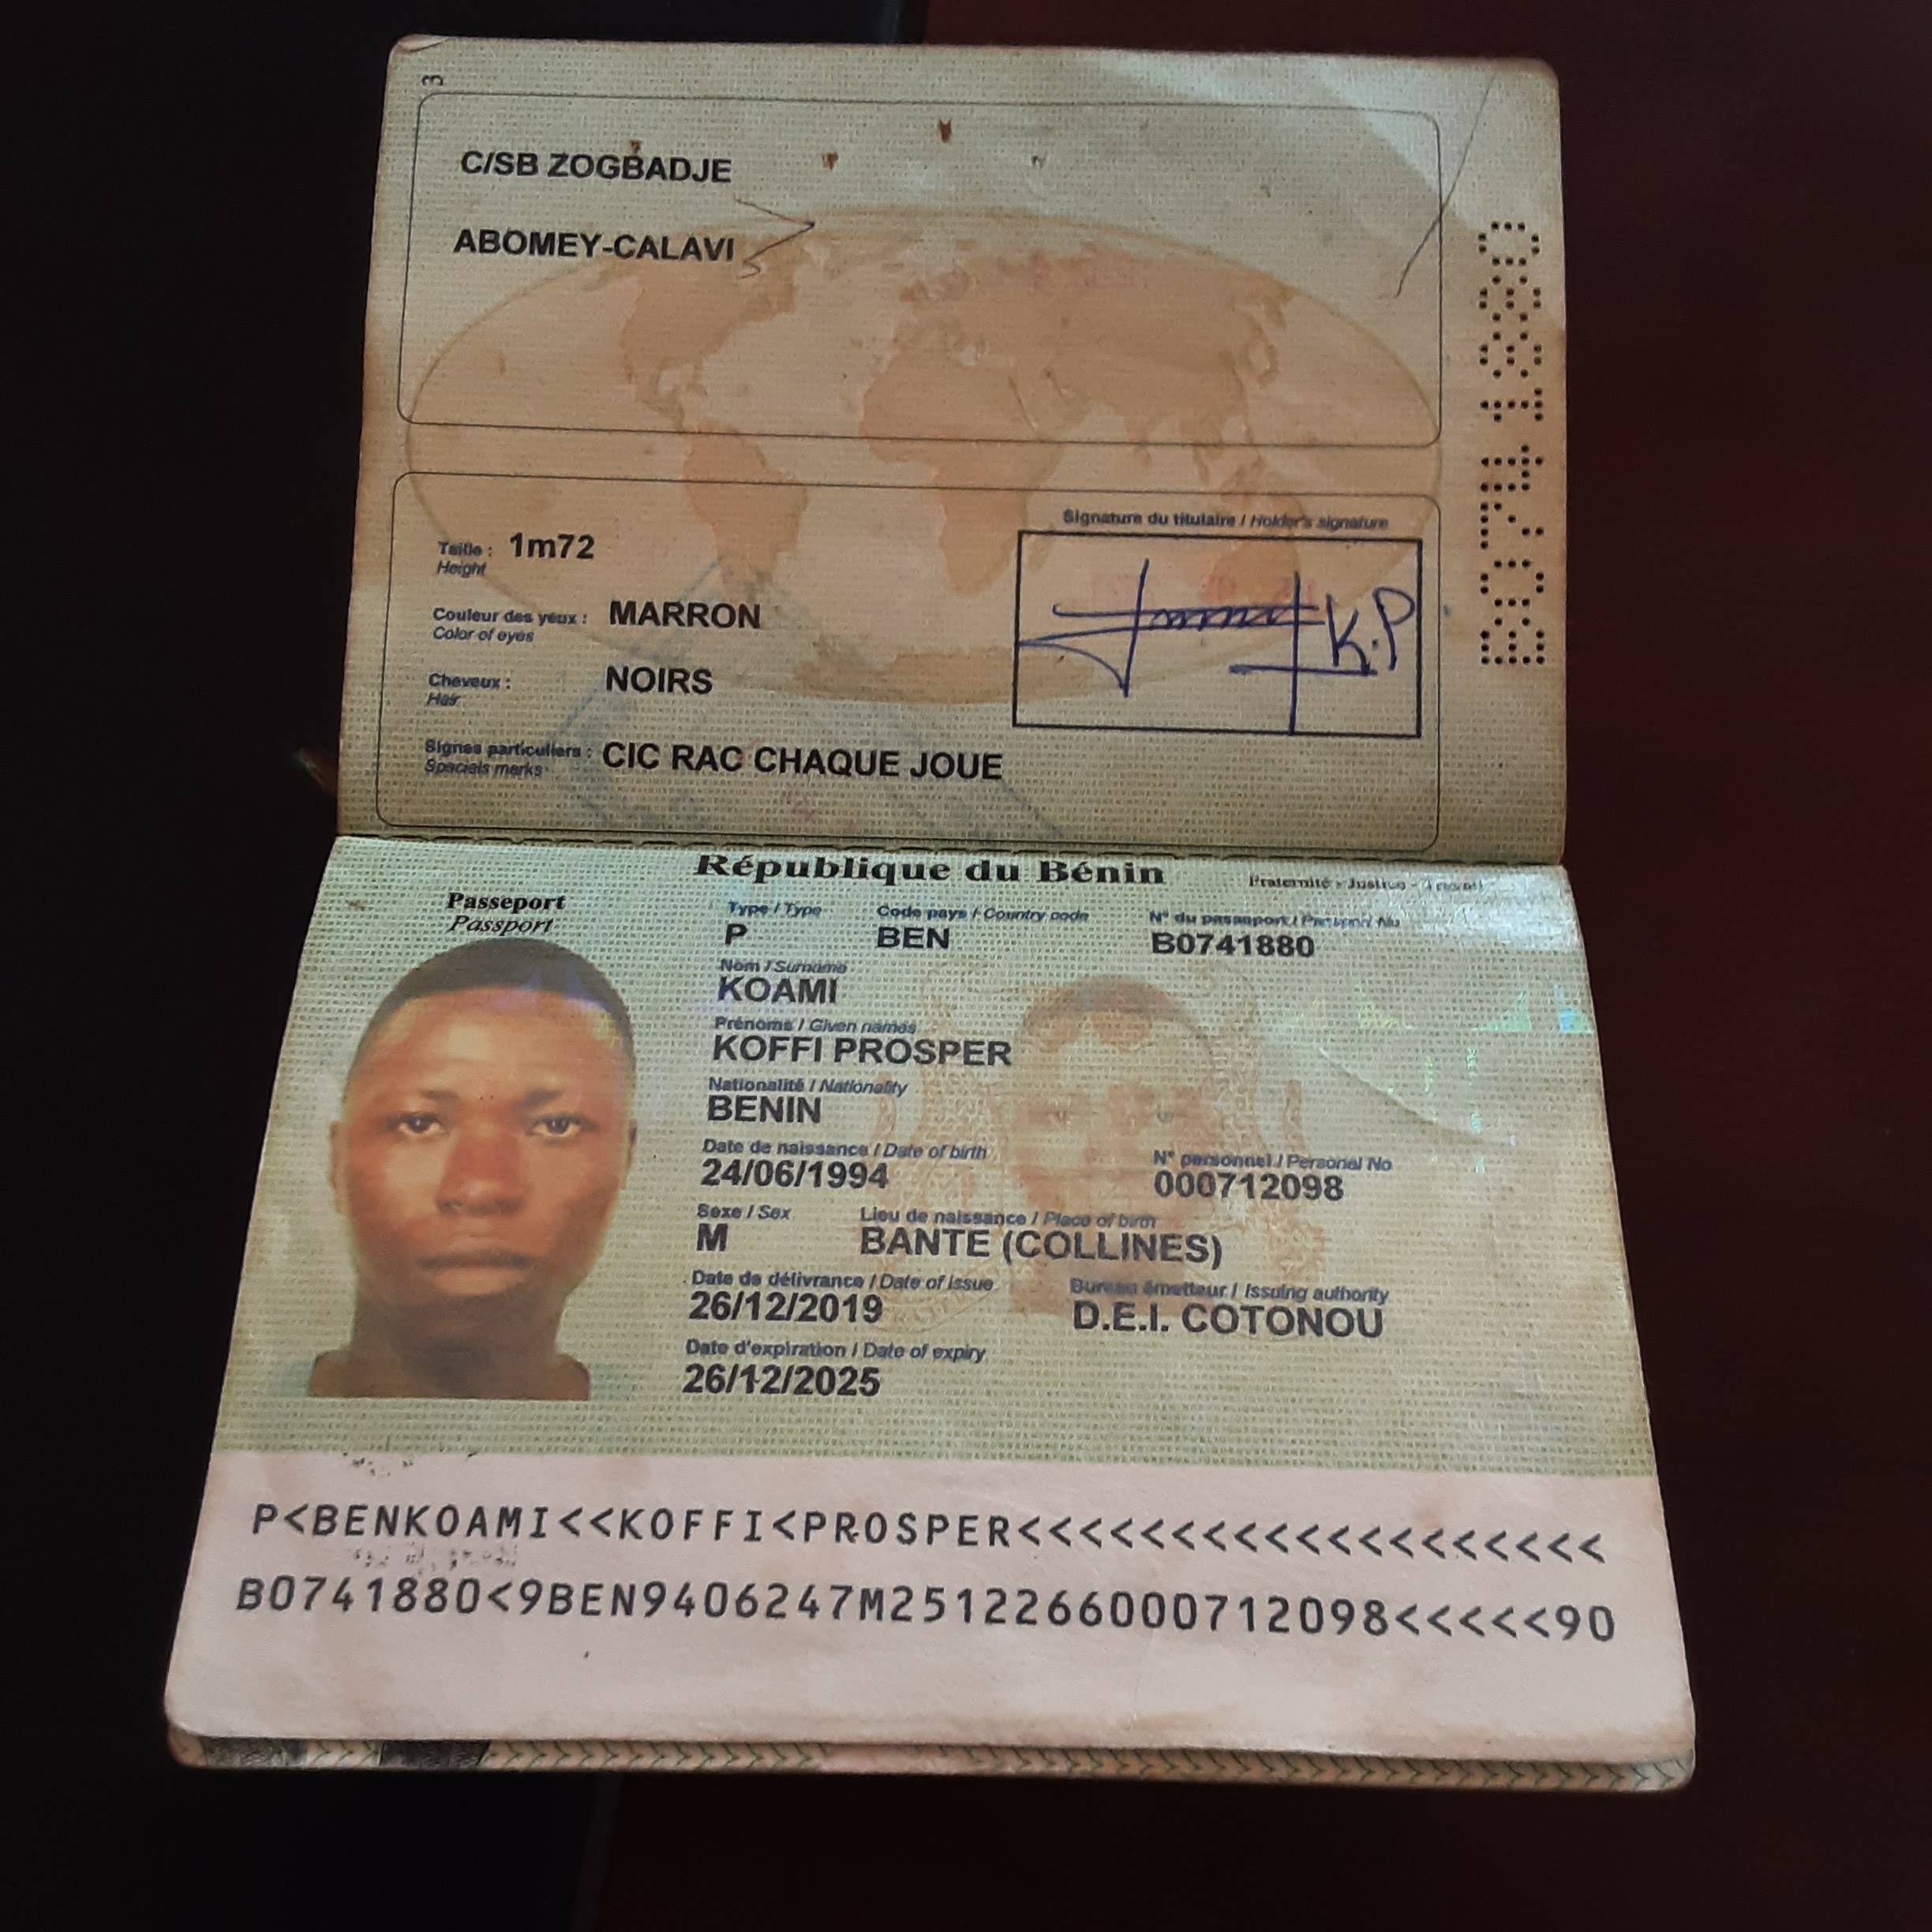 3
C/SB ZOGBADJE
ABOMEY-CALAVI
B0741880
Signature du titulaire / Holder's signature
Taille : 1m72
Height
K.P
Couleur des yeux : MARRON
Color of eyes
Cheveux : NOIRS
Hair
Signes particuliers : CIC RAC CHAQUE JOUE
Specials marks
République du Bénin
Fraternité - Justice - Travail
Passeport
Passport
Type / Type Code pays / Country code N° du passeport / Passport No
P BEN B0741880
Nom / Surname
KOAMI
Prénoms / Given names
KOFFI PROSPER
Nationalité / Nationality
BENIN
Date de naissance / Date of birth N° personnel / Personal No
24/06/1994 000712098
Sexe / Sex Lieu de naissance / Place of birth
M BANTE (COLLINES)
Date de délivrance / Date of issue Bureau émetteur / Issuing authority
26/12/2019 D.E.I. COTONOU
Date d'expiration / Date of expiry
26/12/2025
P<BENKOAMI<<KOFFI<PROSPER<<<<<<<<<<<<<<<<<<<
B0741880<9BEN9406247M2512266000712098<<<<<90